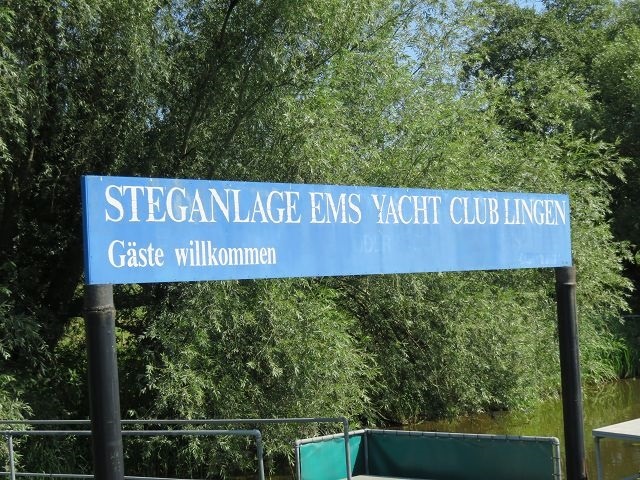 STEGANLAGE EMS YACHT CLUB LINGEN
Gäste willkommen